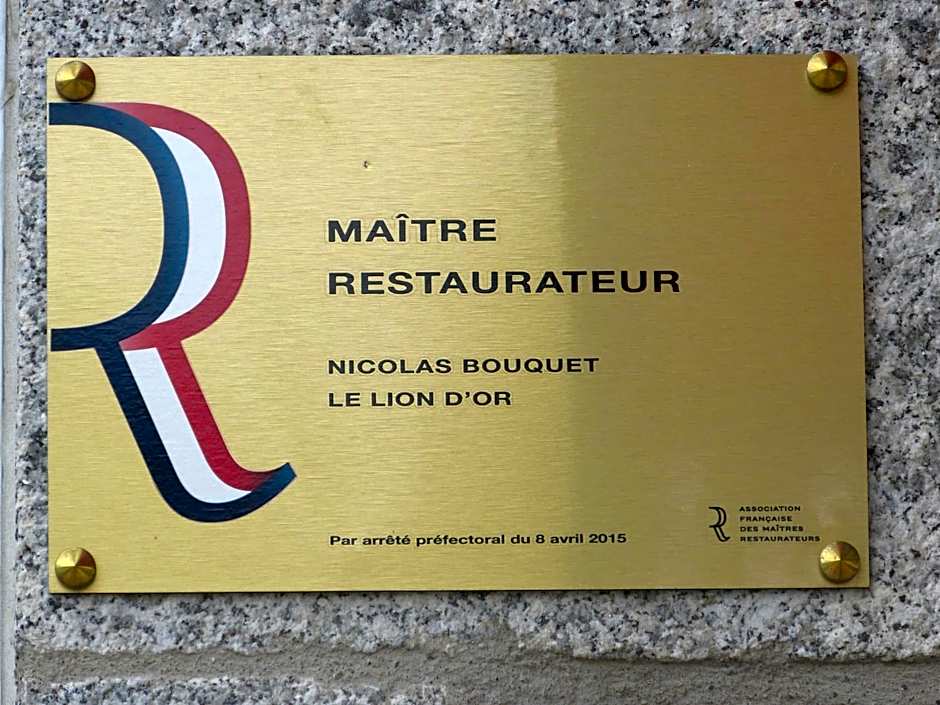 MAÎTRE
RESTAURATEUR
NICOLAS BOUQUET
LE LION D'OR
Par arrêté préfectoral du 8 avril 2015
ASSOCIATION
FRANÇAISE
DES MAÎTRES
RESTAURATEURS